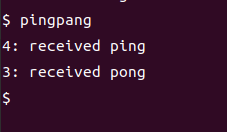 $ pingpang
4: received ping
3: received pong
$